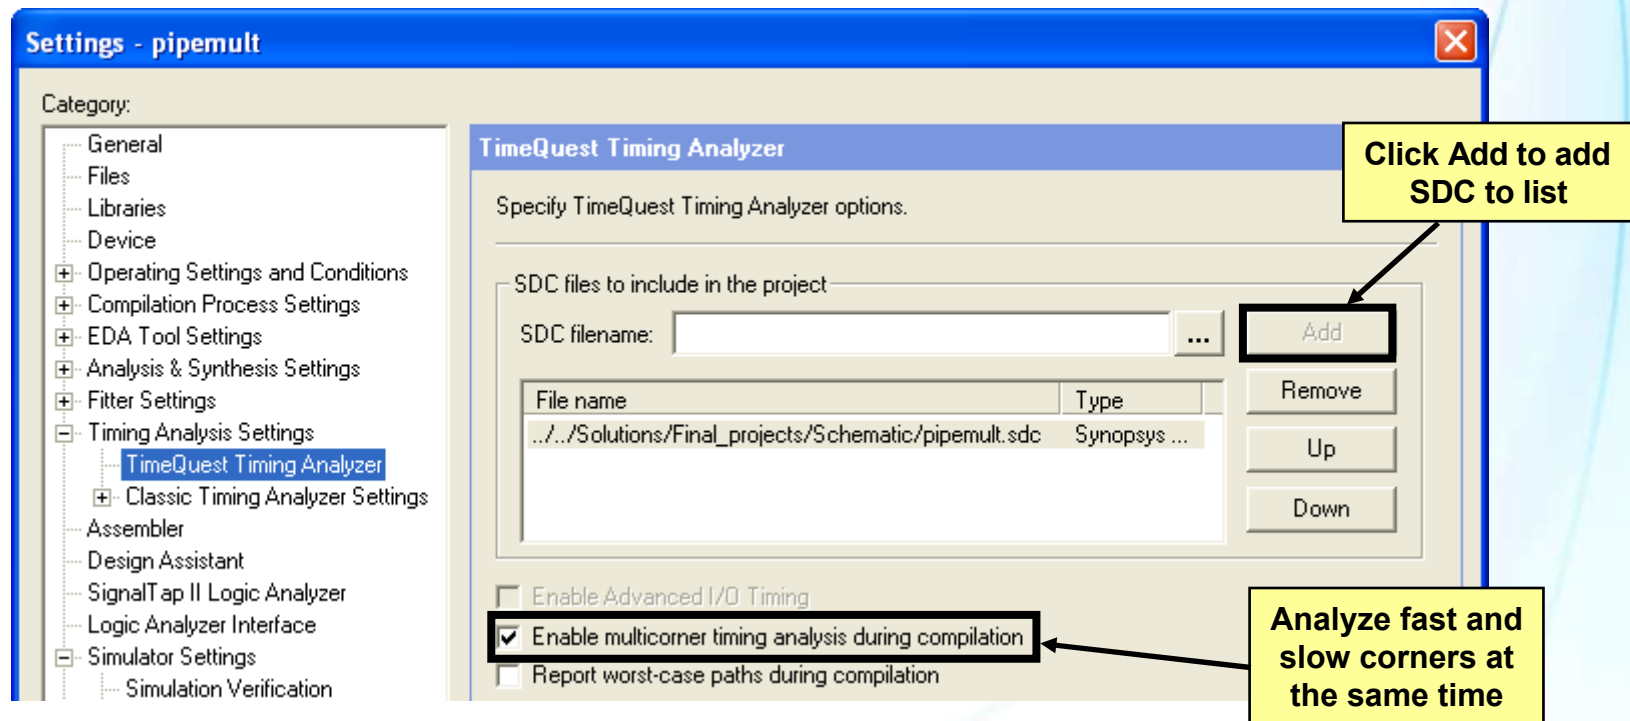 Settings - pipemult
Category:
General
Files
Libraries
Device
Operating Settings and Conditions
Compilation Process Settings
EDA Tool Settings
Analysis & Synthesis Settings
Fitter Settings
Timing Analysis Settings
TimeQuest Timing Analyzer
Classic Timing Analyzer Settings
Assembler
Design Assistant
SignalTap II Logic Analyzer
Logic Analyzer Interface
Simulator Settings
Simulation Verification
TimeQuest Timing Analyzer
Click Add to add
SDC to list
Specify TimeQuest Timing Analyzer options.
SDC files to include in the project
SDC filename:
...
Add
File name Type
../../Solutions/Final_projects/Schematic/pipemult.sdc Synopsys ...
Remove
Up
Down
Enable Advanced I/O Timing
Enable multicorner timing analysis during compilation
Report worst-case paths during compilation
Analyze fast and
slow corners at
the same time